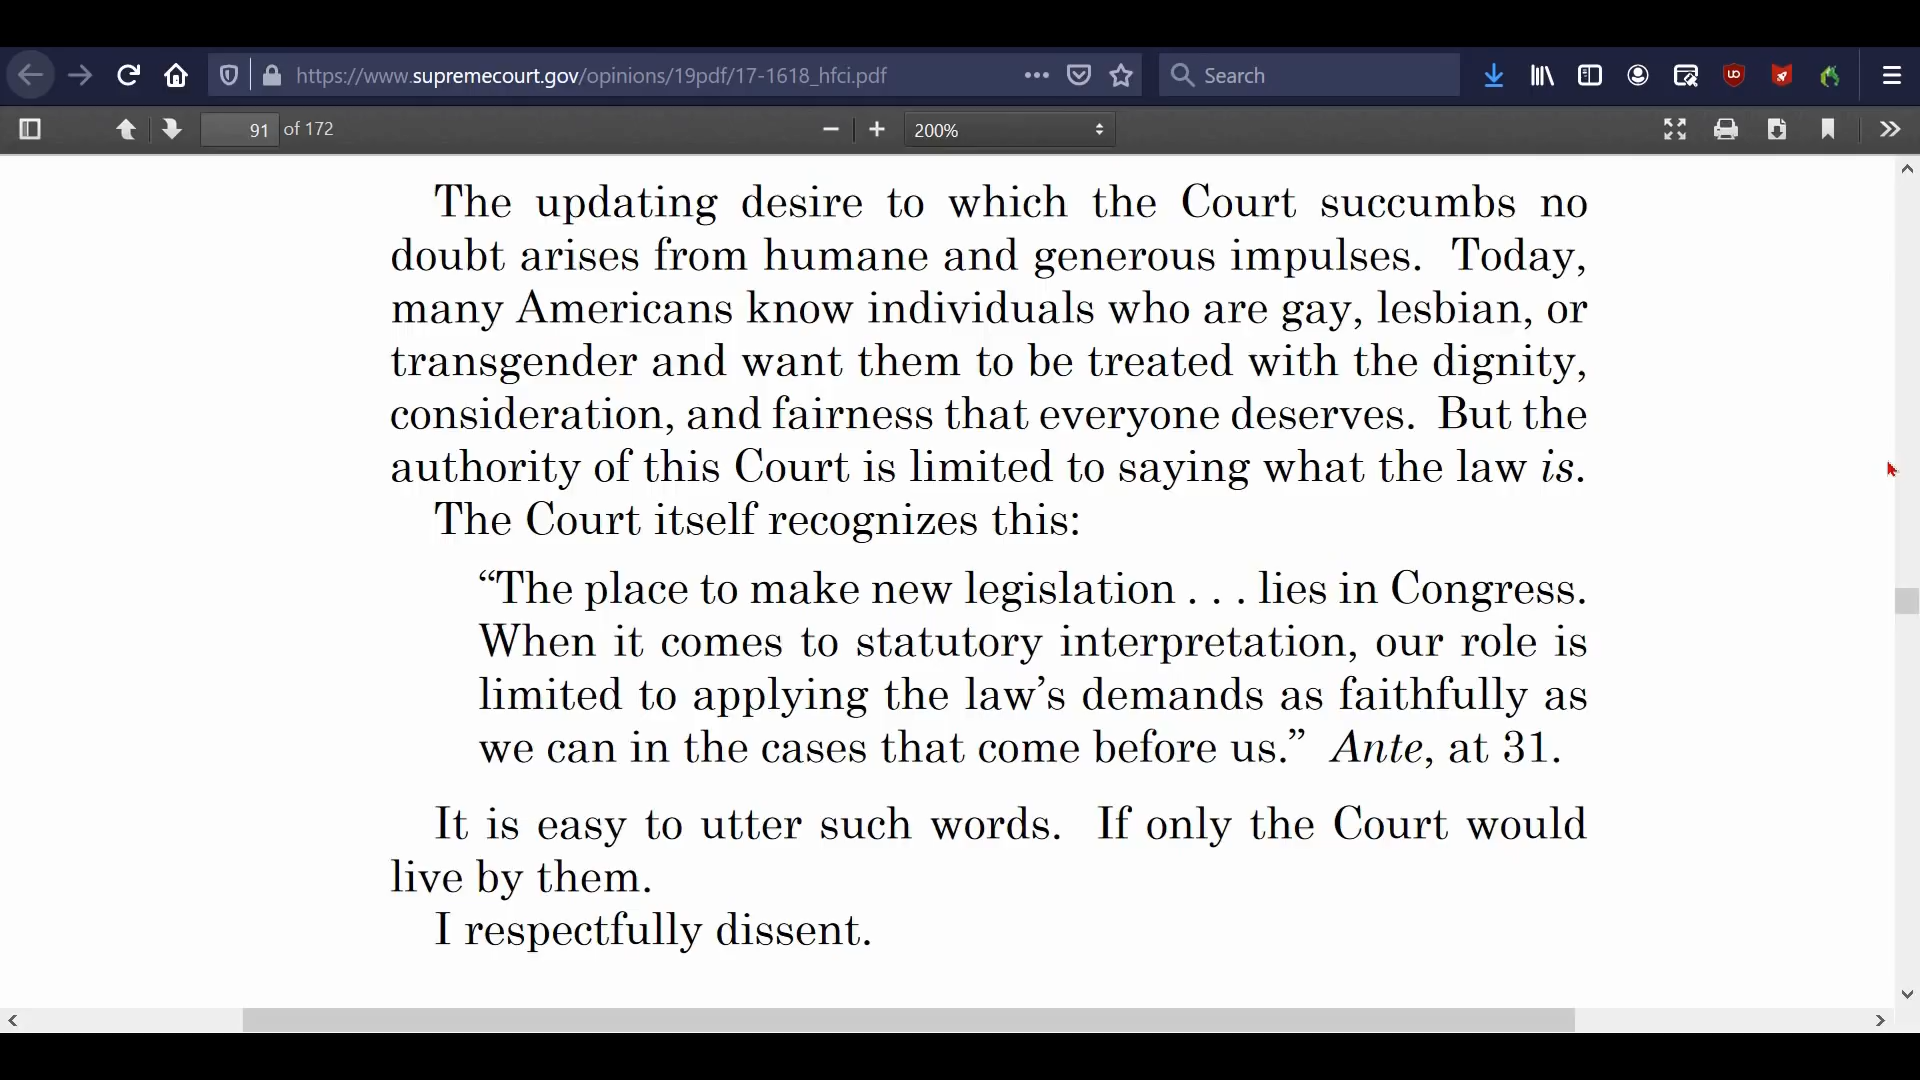 https://www.supremecourt.gov/opinions/19pdf/17-1618_hfci.pdf
Search
91 of 172
200%
The updating desire to which the Court succumbs no
doubt arises from humane and generous impulses. Today,
many Americans know individuals who are gay, lesbian, or
transgender and want them to be treated with the dignity,
consideration, and fairness that everyone deserves. But the
authority of this Court is limited to saying what the law is.
The Court itself recognizes this:
“The place to make new legislation . . . lies in Congress.
When it comes to statutory interpretation, our role is
limited to applying the law’s demands as faithfully as
we can in the cases that come before us.” Ante, at 31.
It is easy to utter such words. If only the Court would
live by them.
I respectfully dissent.